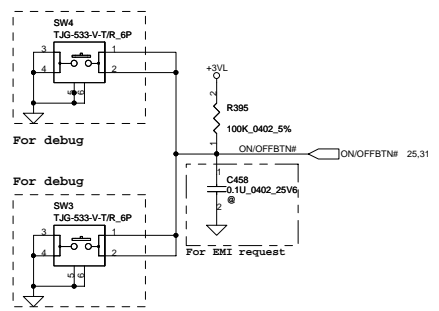 SW4
TJG-533-V-T/R_6P
3
1
4
2
5
6
For debug
+3VL
2
R395
100K_0402_5%
1
ON/OFFBTN#
ON/OFFBTN# 25,31
For debug
SW3
TJG-533-V-T/R_6P
3
1
4
2
5
6
1
C458
0.1U_0402_25V6
@
2
For EMI request